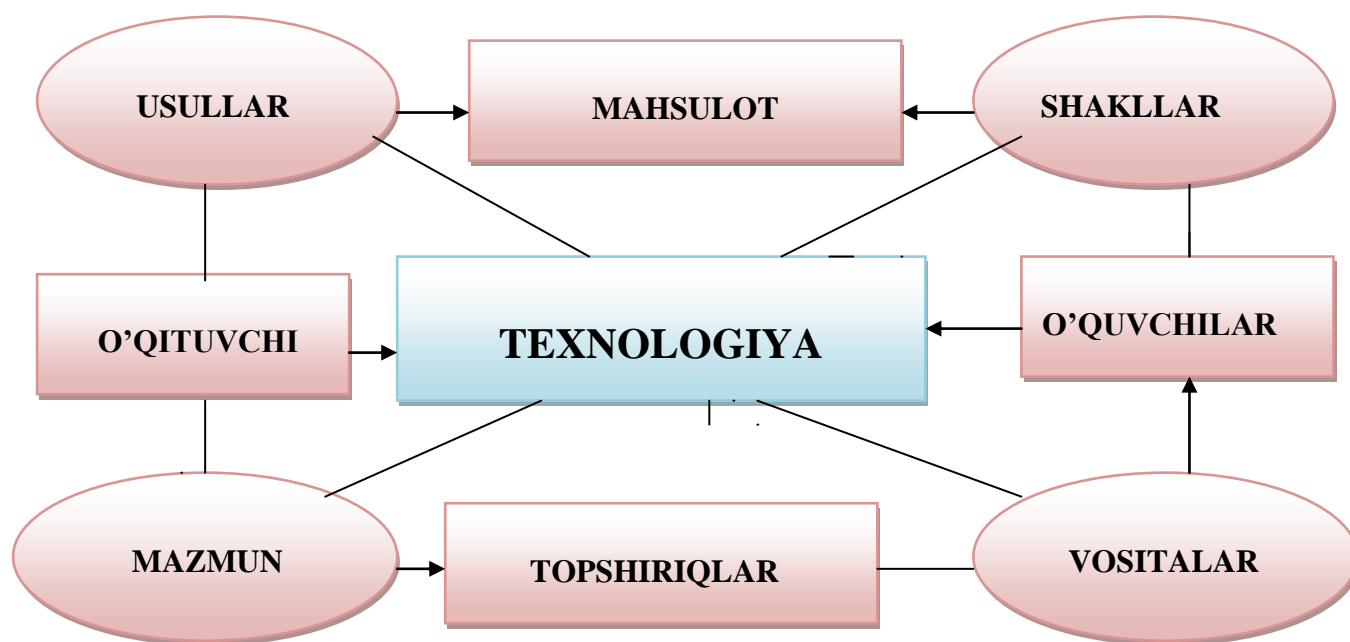 USULLAR
MAHSULOT
SHAKLLAR
O’QITUVCHI
TEXNOLOGIYA
O’QUVCHILAR
MAZMUN
TOPSHIRIQLAR
VOSITALAR